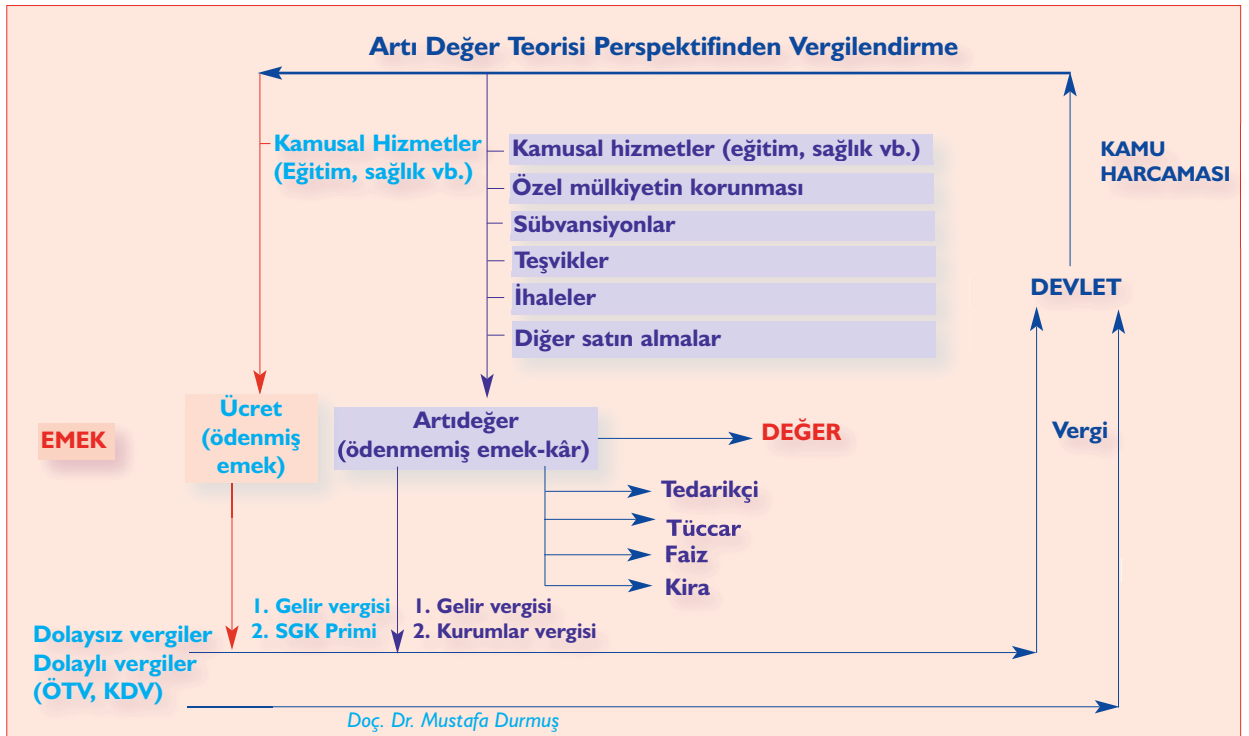 Artı Değer Teorisi Perspektifinden Vergilendirme
Kamusal Hizmetler
(Eğitim, sağlık vb.)
Kamusal hizmetler (eğitim, sağlık vb.)
Özel mülkiyetin korunması
Sübvansiyonlar
Teşvikler
İhaleler
Diğer satın almalar
KAMU
HARCAMASI
DEVLET
Vergi
EMEK
Ücret
(ödenmiş
emek)
Artıdeğer
(ödenmemiş emek-kâr)
DEĞER
Tedarikçi
Tüccar
Faiz
Kira
1. Gelir vergisi
2. SGK Primi
1. Gelir vergisi
2. Kurumlar vergisi
Dolaysız vergiler
Dolaylı vergiler
(ÖTV, KDV)
Doç. Dr. Mustafa Durmuş